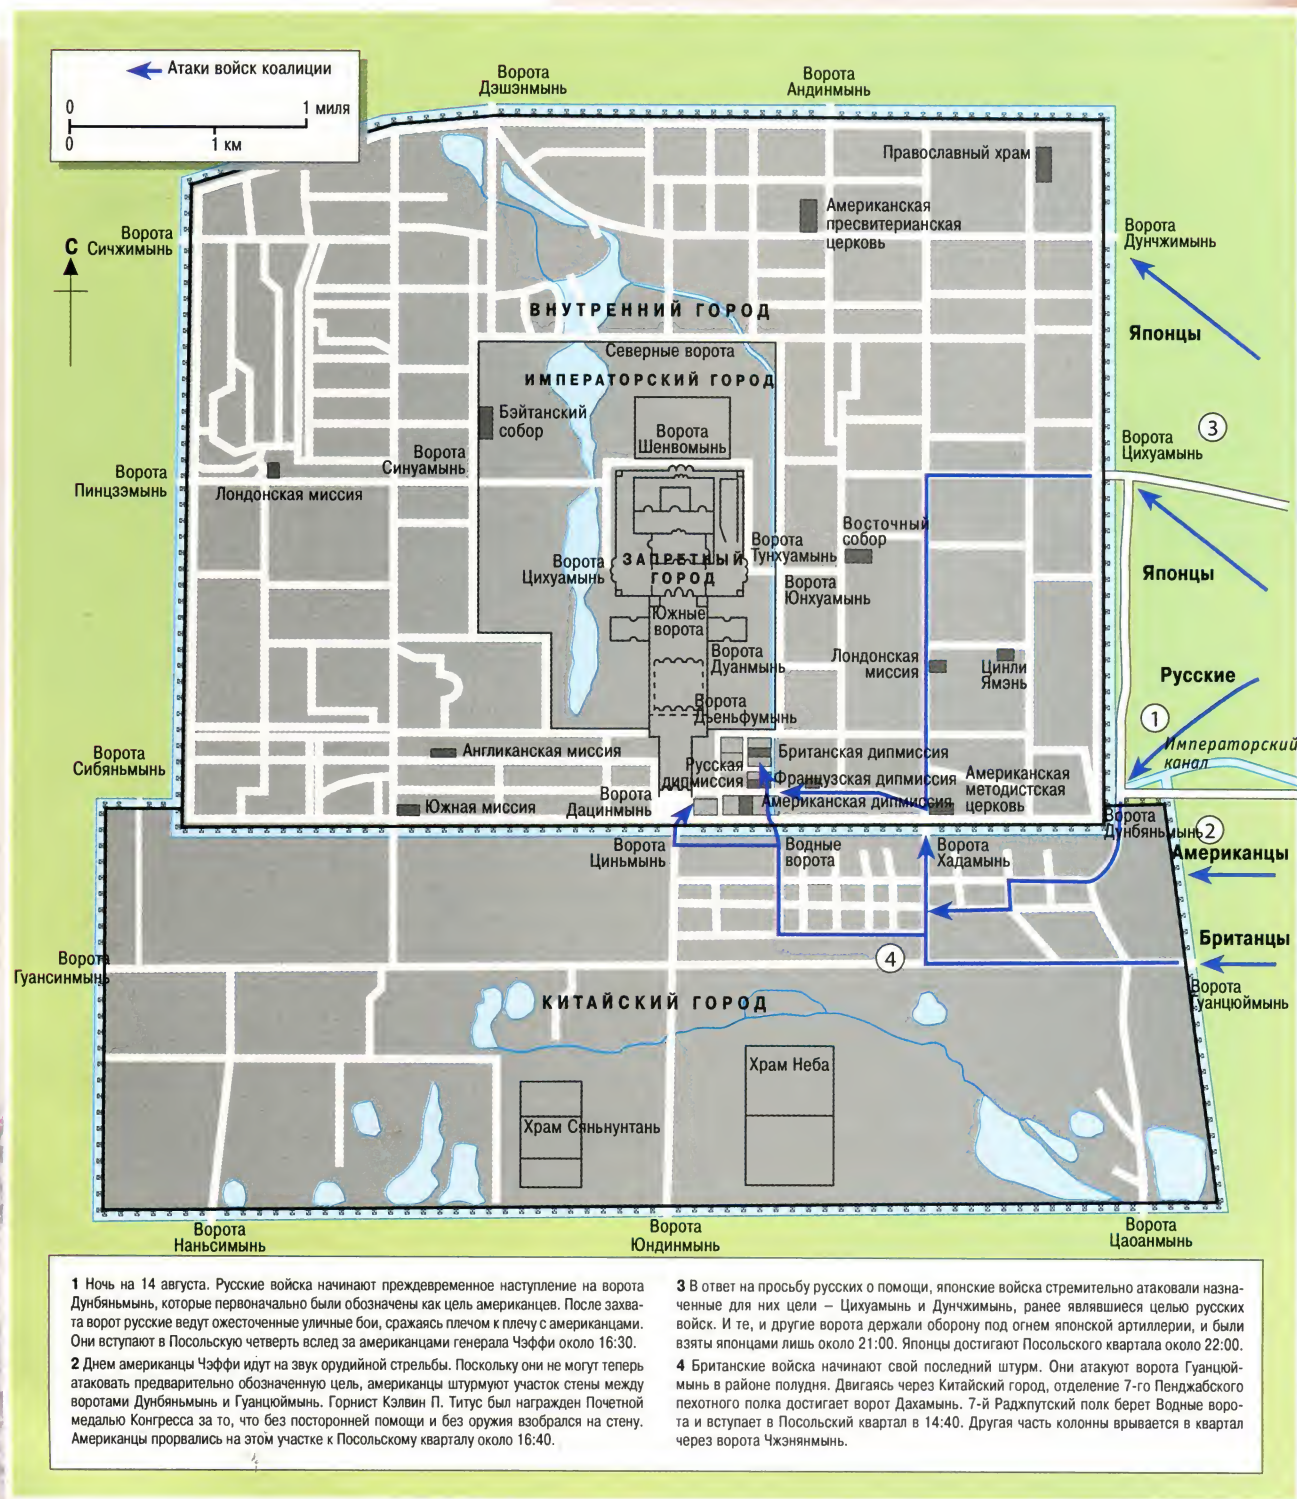 Атаки войск коалиции
0 1 миля
0 1 км
Ворота
Дэшэнмынь
Ворота
Андинмынь
Православный храм
Американская
пресвитерианская
церковь
Ворота
Сичжимынь
С
Ворота
Дунчжимынь
ВНУТРЕННИЙ ГОРОД
Японцы
Северные ворота
ИМПЕРАТОРСКИЙ ГОРОД
Бэйтанский
собор
Ворота
Шенвомынь
3
Ворота
Цихуамынь
Ворота
Синуамынь
Ворота
Пинцзэмынь
Лондонская миссия
Восточный
собор
Ворота
Тунхуамынь
ЗАПРЕТНЫЙ
ГОРОД
Ворота
Цихуамынь
Ворота
Юнхуамынь
Японцы
Южные
ворота
Ворота
Дуанмынь
Лондонская
миссия
Цинли
Ямэнь
Русские
Ворота
Дьеньфумынь
1
Императорский
канал
Ворота
Сибяньмынь
Англиканская миссия
Британская дипмиссия
Русская
дипмиссия
Французская дипмиссия
Американская
методистская
церковь
Южная миссия
Ворота
Дацинмынь
Американская дипмиссия
Ворота
Дунбяньмынь
2
Американцы
Ворота
Циньмынь
Водные
ворота
Ворота
Хадамынь
Британцы
Ворота
Гуансинмынь
4
Ворота
Гуанцюймынь
КИТАЙСКИЙ ГОРОД
Храм Неба
Храм Сяньнунтань
Ворота
Наньсимынь
Ворота
Юндинмынь
Ворота
Цаоанмынь
1 Ночь на 14 августа. Русские войска начинают преждевременное наступление на ворота
Дунбяньмынь, которые первоначально были обозначены как цель американцев. После захва-
та ворот русские ведут ожесточенные уличные бои, сражаясь плечом к плечу с американцами.
Они вступают в Посольскую четверть вслед за американцами генерала Чэффи около 16:30.
2 Днем американцы Чэффи идут на звук орудийной стрельбы. Поскольку они не могут теперь
атаковать предварительно обозначенную цель, американцы штурмуют участок стены между
воротами Дунбяньмынь и Гуанцюймынь. Горнист Кэлвин П. Титус был награжден Почетной
медалью Конгресса за то, что без посторонней помощи и без оружия взобрался на стену.
Американцы прорвались на этом участке к Посольскому кварталу около 16:40.
3 В ответ на просьбу русских о помощи, японские войска стремительно атаковали назна-
ченные для них цели – Цихуамынь и Дунчжимынь, ранее являвшиеся целью русских
войск. И те, и другие ворота держали оборону под огнем японской артиллерии, и были
взяты японцами лишь около 21:00. Японцы достигают Посольского квартала около 22:00.
4 Британские войска начинают свой последний штурм. Они атакуют ворота Гуанцюй-
мынь в районе полудня. Двигаясь через Китайский город, отделение 7-го Пенджабского
пехотного полка достигает ворот Дахамынь. 7-й Раджпутский полк берет Водные воро-
та и вступает в Посольский квартал в 14:40. Другая часть колонны врывается в квартал
через ворота Чжэнянмынь.